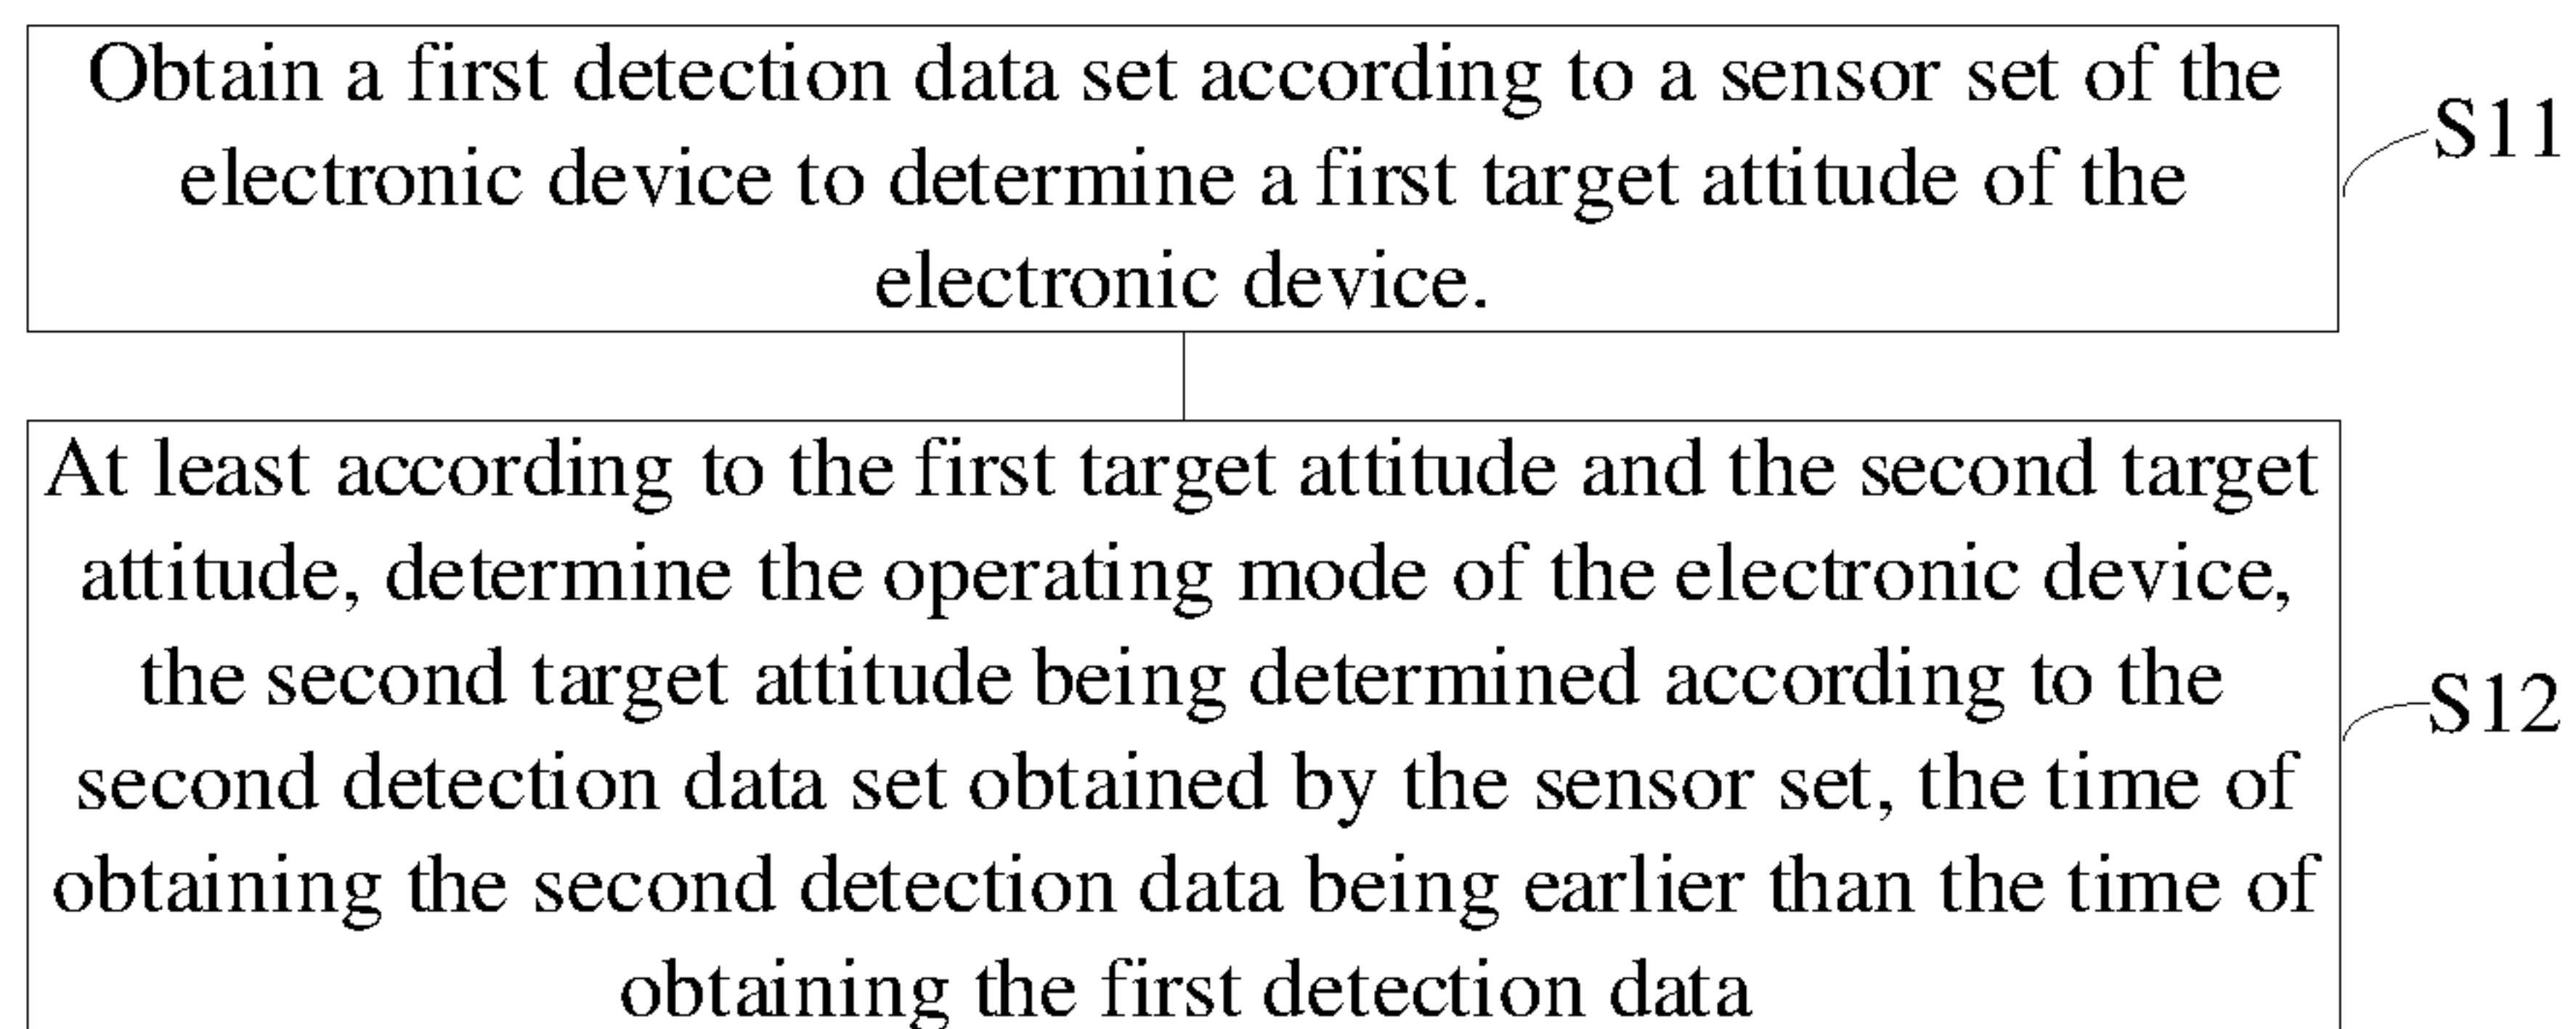 Obtain a first detection data set according to a sensor set of the
electronic device to determine a first target attitude of the
electronic device.
S11
At least according to the first target attitude and the second target
attitude, determine the operating mode of the electronic device,
the second target attitude being determined according to the
second detection data set obtained by the sensor set, the time of
obtaining the second detection data being earlier than the time of
obtaining the first detection data
S12